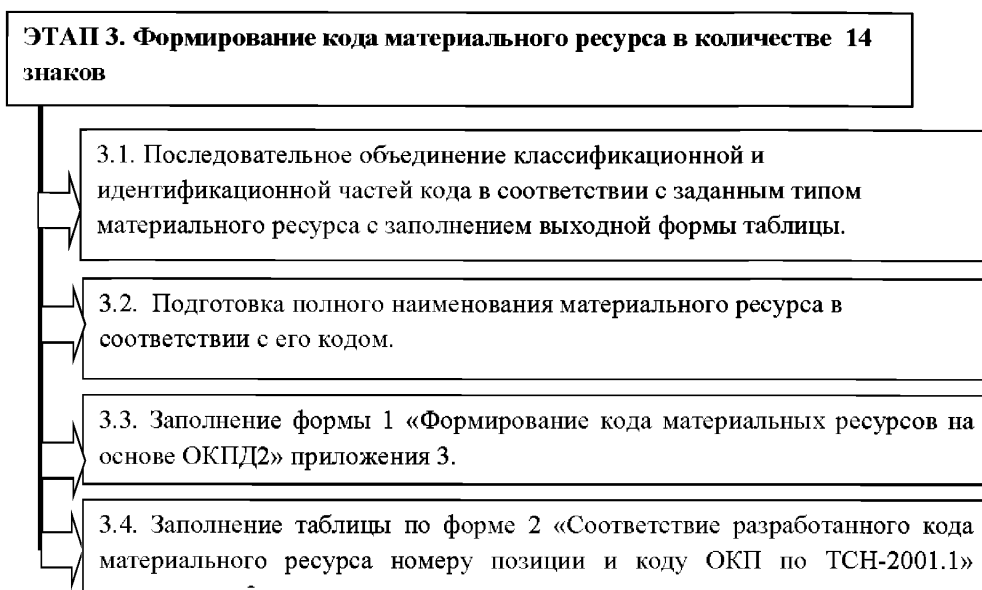 ЭТАП 3. Формирование кода материального ресурса в количестве 14
знаков
3.1. Последовательное объединение классификационной и
идентификационной частей кода в соответствии с заданным типом
материального ресурса с заполнением выходной формы таблицы.
3.2. Подготовка полного наименования материального ресурса в
соответствии с его кодом.
3.3. Заполнение формы 1 «Формирование кода материальных ресурсов на
основе ОКПД2» приложения 3.
3.4. Заполнение таблицы по форме 2 «Соответствие разработанного кода
материального ресурса номеру позиции и коду ОКП по ТСН-2001.1»